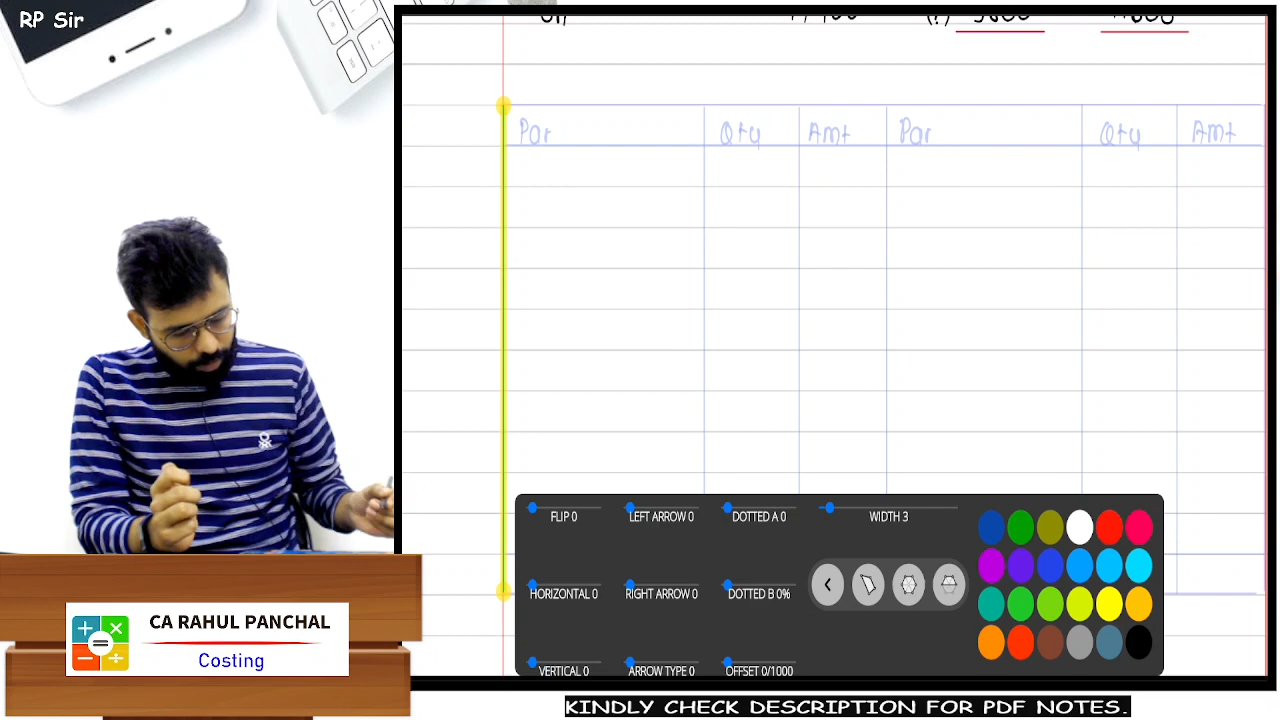 RP Sir
Par Qty Amt Par Qty Amt
FLIP 0 LEFT ARROW 0 DOTTED A 0 WIDTH 3
HORIZONTAL 0 RIGHT ARROW 0 DOTTED B 0%
VERTICAL 0 ARROW TYPE 0 OFFSET 0/1000
CA RAHUL PANCHAL
Costing
KINDLY CHECK DESCRIPTION FOR PDF NOTES.